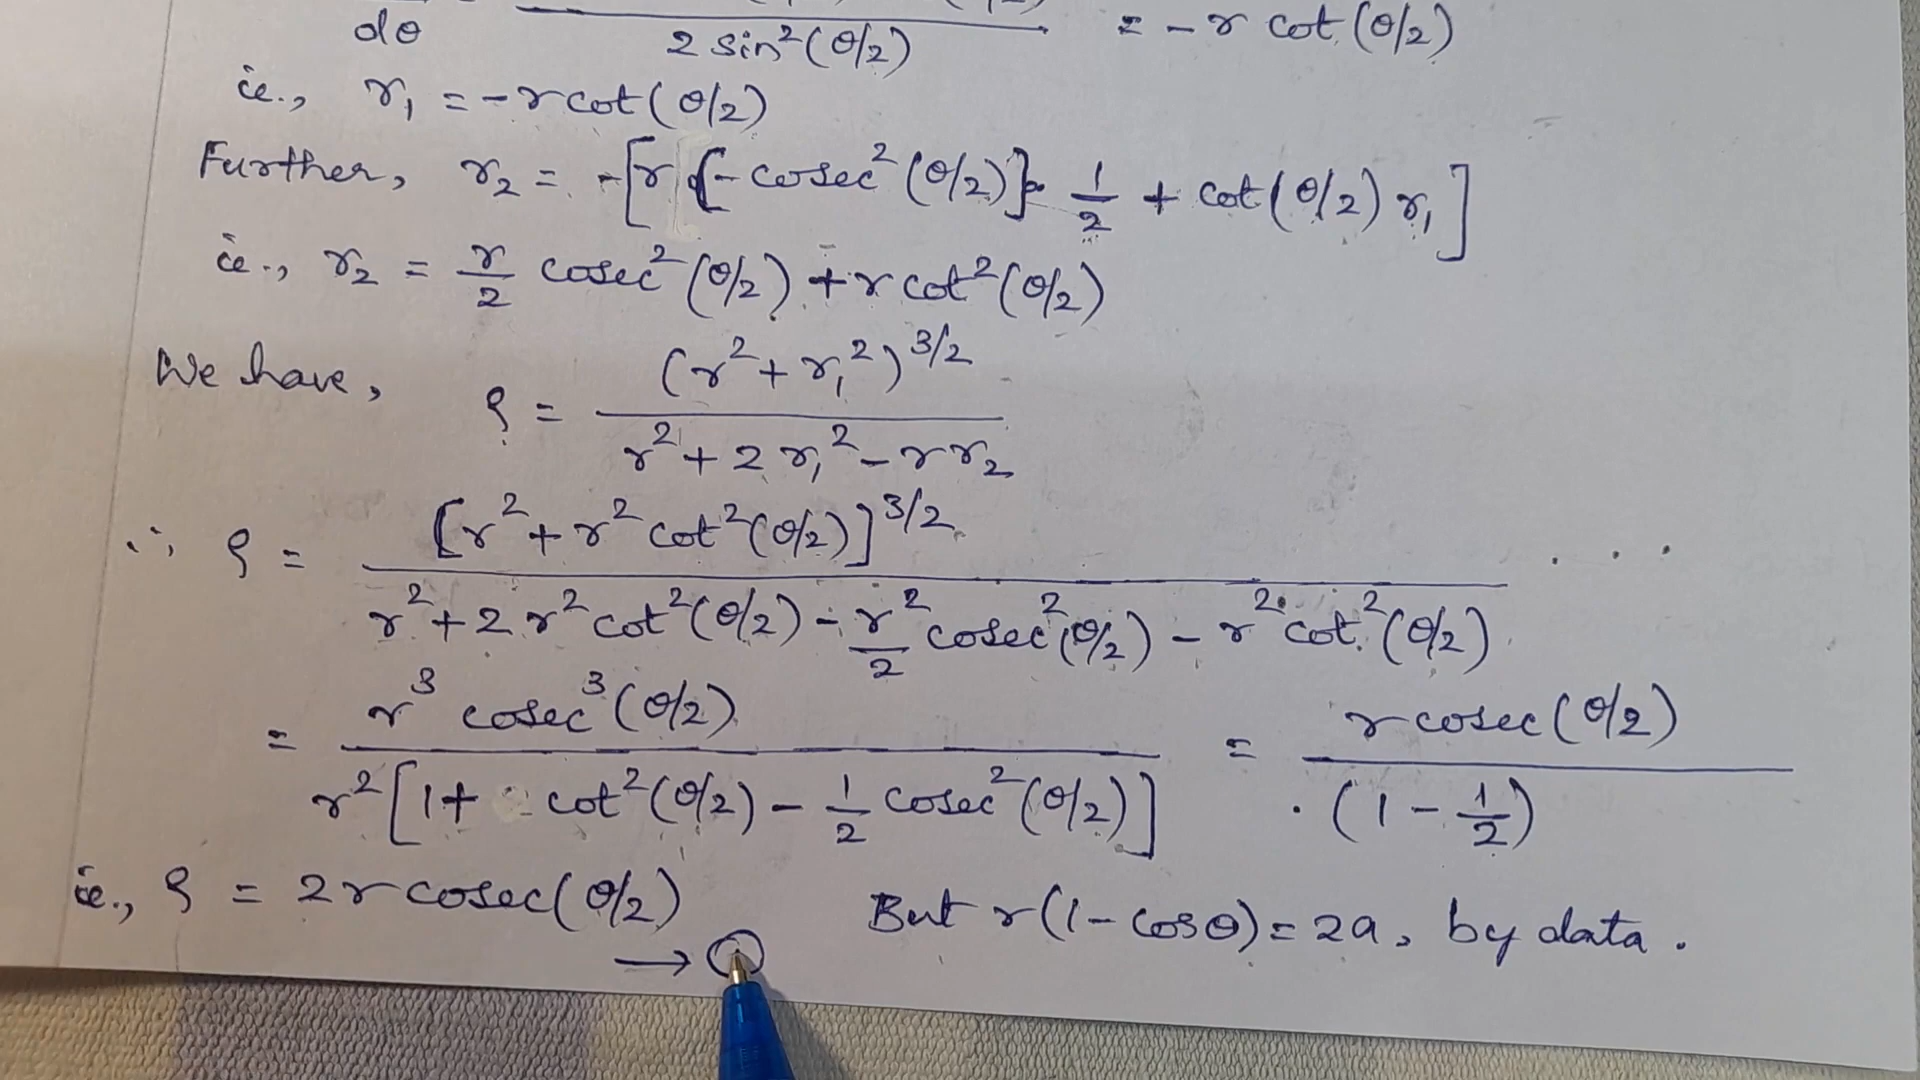 dθ 2 sin²(θ/2) = -r cot(θ/2)
ie., r₁ = -r cot(θ/2)
Further, r₂ = -[r{-cosec²(θ/2)}·1/2 + cot(θ/2) r₁]
ie., r₂ = r/2 cosec²(θ/2) + r cot²(θ/2)
We have, ρ = (r² + r₁²)^3/2 / r² + 2r₁² - r r₂
∴ ρ = [r² + r² cot²(θ/2)]^3/2 / r² + 2r² cot²(θ/2) - r²/2 cosec²(θ/2) - r² cot²(θ/2)
= r³ cosec³(θ/2) / r²[1 + cot²(θ/2) - 1/2 cosec²(θ/2)] = r cosec(θ/2) / (1 - 1/2)
ie., ρ = 2r cosec(θ/2) But r(1 - cosθ) = 2a, by data.
→